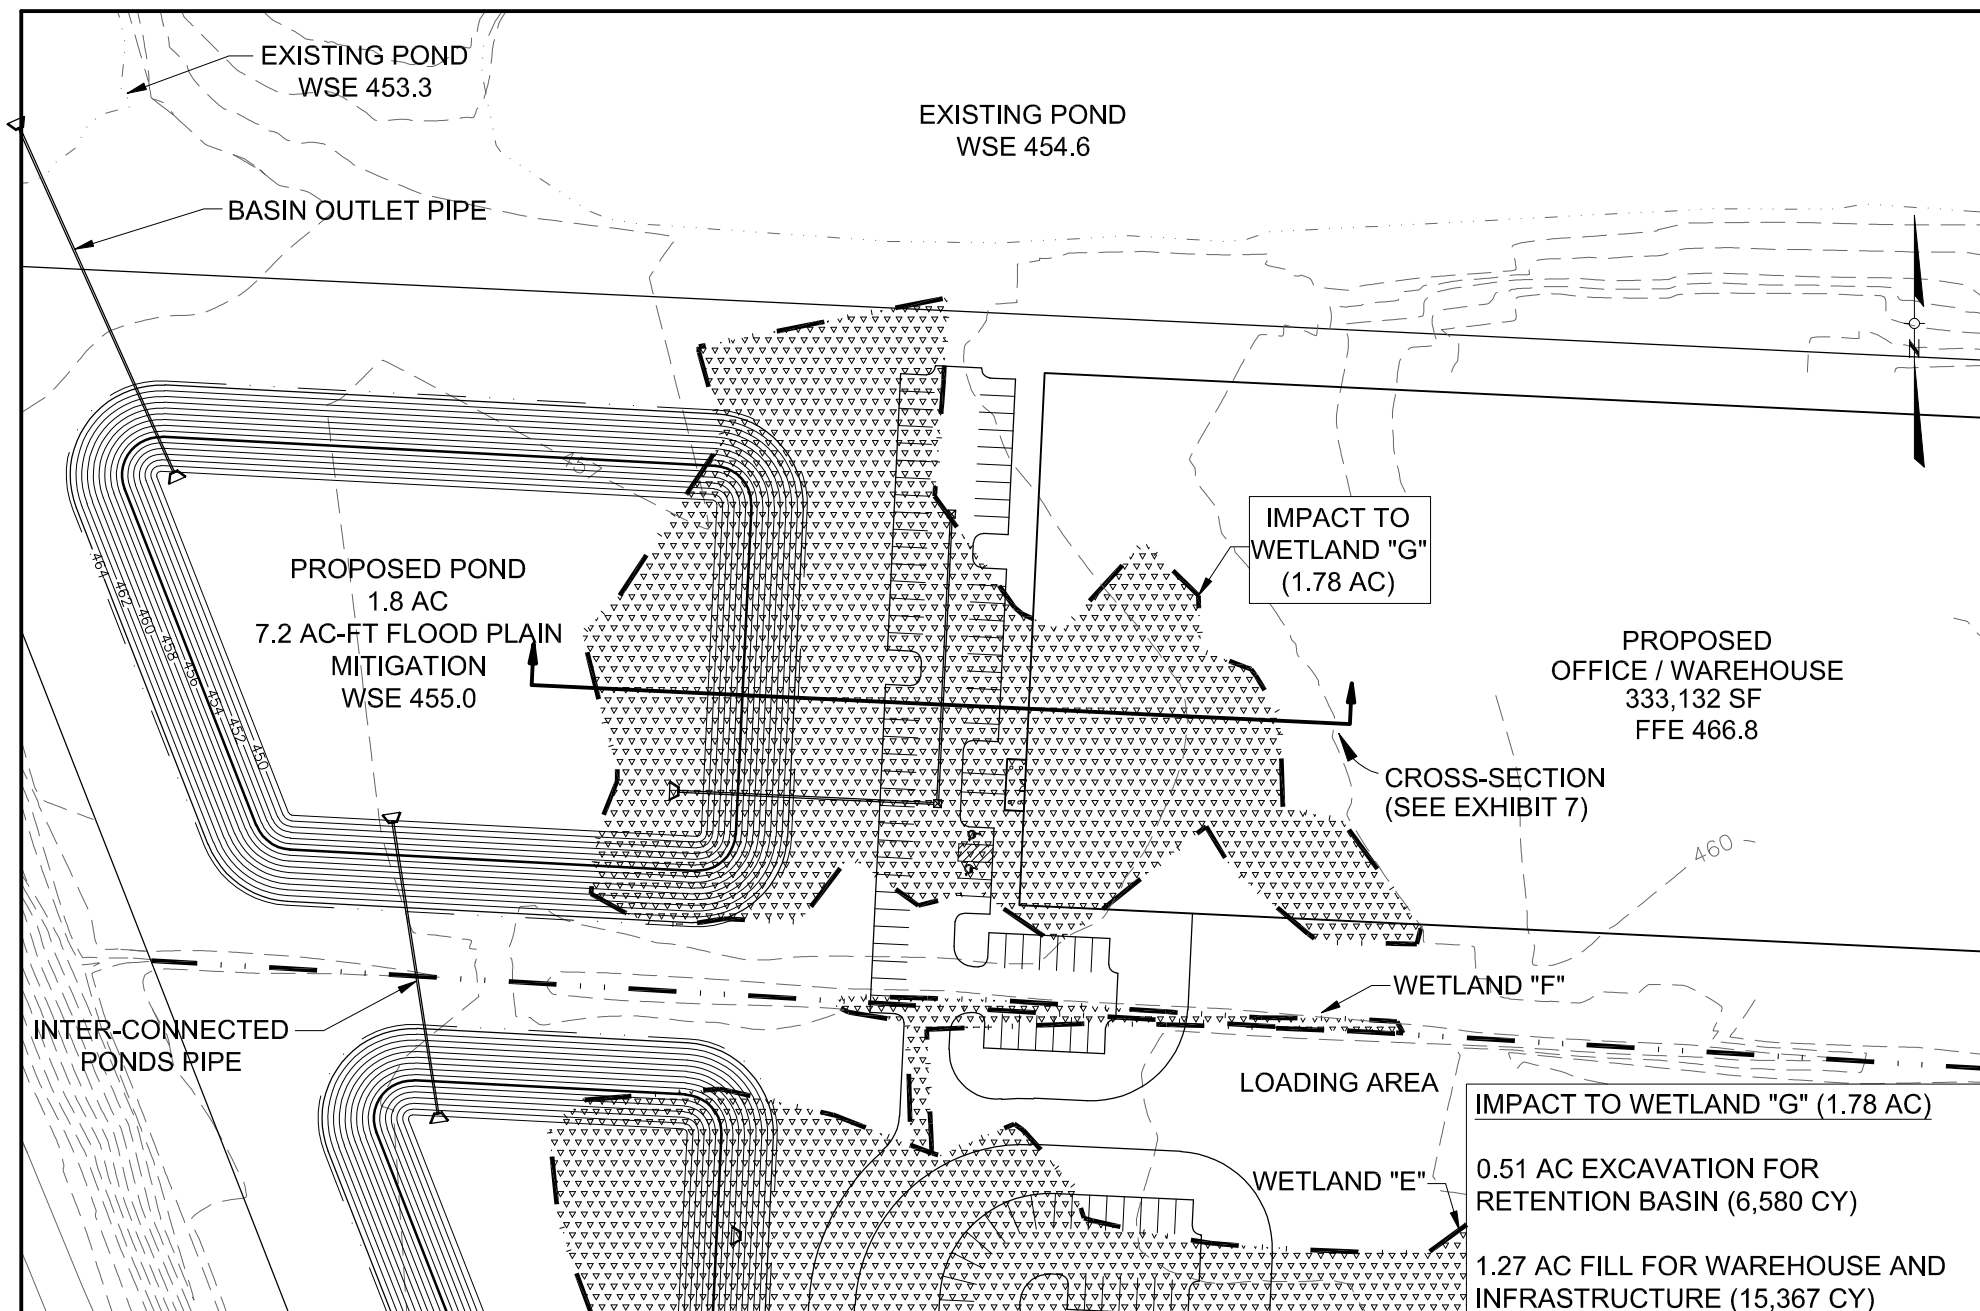 EXISTING POND
WSE 453.3
EXISTING POND
WSE 454.6
BASIN OUTLET PIPE
N
457
IMPACT TO
WETLAND "G"
(1.78 AC)
PROPOSED POND
1.8 AC
7.2 AC-FT FLOOD PLAIN
MITIGATION
WSE 455.0
464
462
460
458
456
454
452
450
PROPOSED
OFFICE / WAREHOUSE
333,132 SF
FFE 466.8
CROSS-SECTION
(SEE EXHIBIT 7)
460
WETLAND "F"
INTER-CONNECTED
PONDS PIPE
LOADING AREA
WETLAND "E"
IMPACT TO WETLAND "G" (1.78 AC)
0.51 AC EXCAVATION FOR
RETENTION BASIN (6,580 CY)
1.27 AC FILL FOR WAREHOUSE AND
INFRASTRUCTURE (15,367 CY)